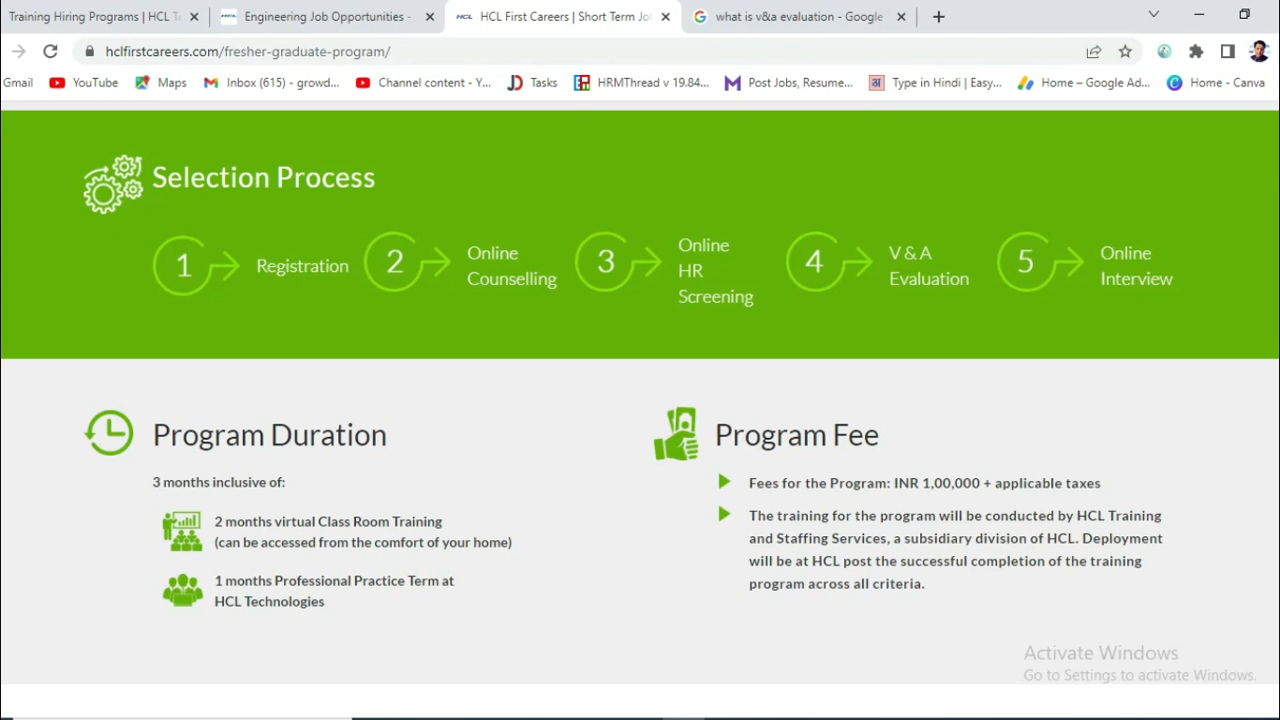 Training Hiring Programs | HCL T
Engineering Job Opportunities -
HCL First Careers | Short Term Jo
what is v&a evaluation - Google
hclfirstcareers.com/fresher-graduate-program/
Gmail
YouTube
Maps
Inbox (615) - growd...
Channel content - Y...
Tasks
HRMThread v 19.84...
Post Jobs, Resume...
Type in Hindi | Easy...
Home – Google Ad...
Home - Canva
Selection Process
1
Registration
2
Online
Counselling
3
Online
HR
Screening
4
V & A
Evaluation
5
Online
Interview
Program Duration
3 months inclusive of:
2 months virtual Class Room Training
(can be accessed from the comfort of your home)
1 months Professional Practice Term at
HCL Technologies
Program Fee
Fees for the Program: INR 1,00,000 + applicable taxes
The training for the program will be conducted by HCL Training
and Staffing Services, a subsidiary division of HCL. Deployment
will be at HCL post the successful completion of the training
program across all criteria.
Activate Windows
Go to Settings to activate Windows.